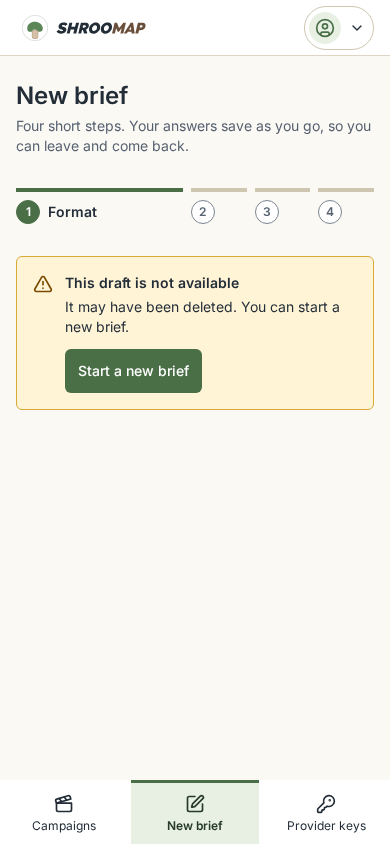 SHROOMAP
New brief
Four short steps. Your answers save as you go, so you
can leave and come back.
1 Format 2 3 4
This draft is not available
It may have been deleted. You can start a
new brief.
Start a new brief
Campaigns New brief Provider keys